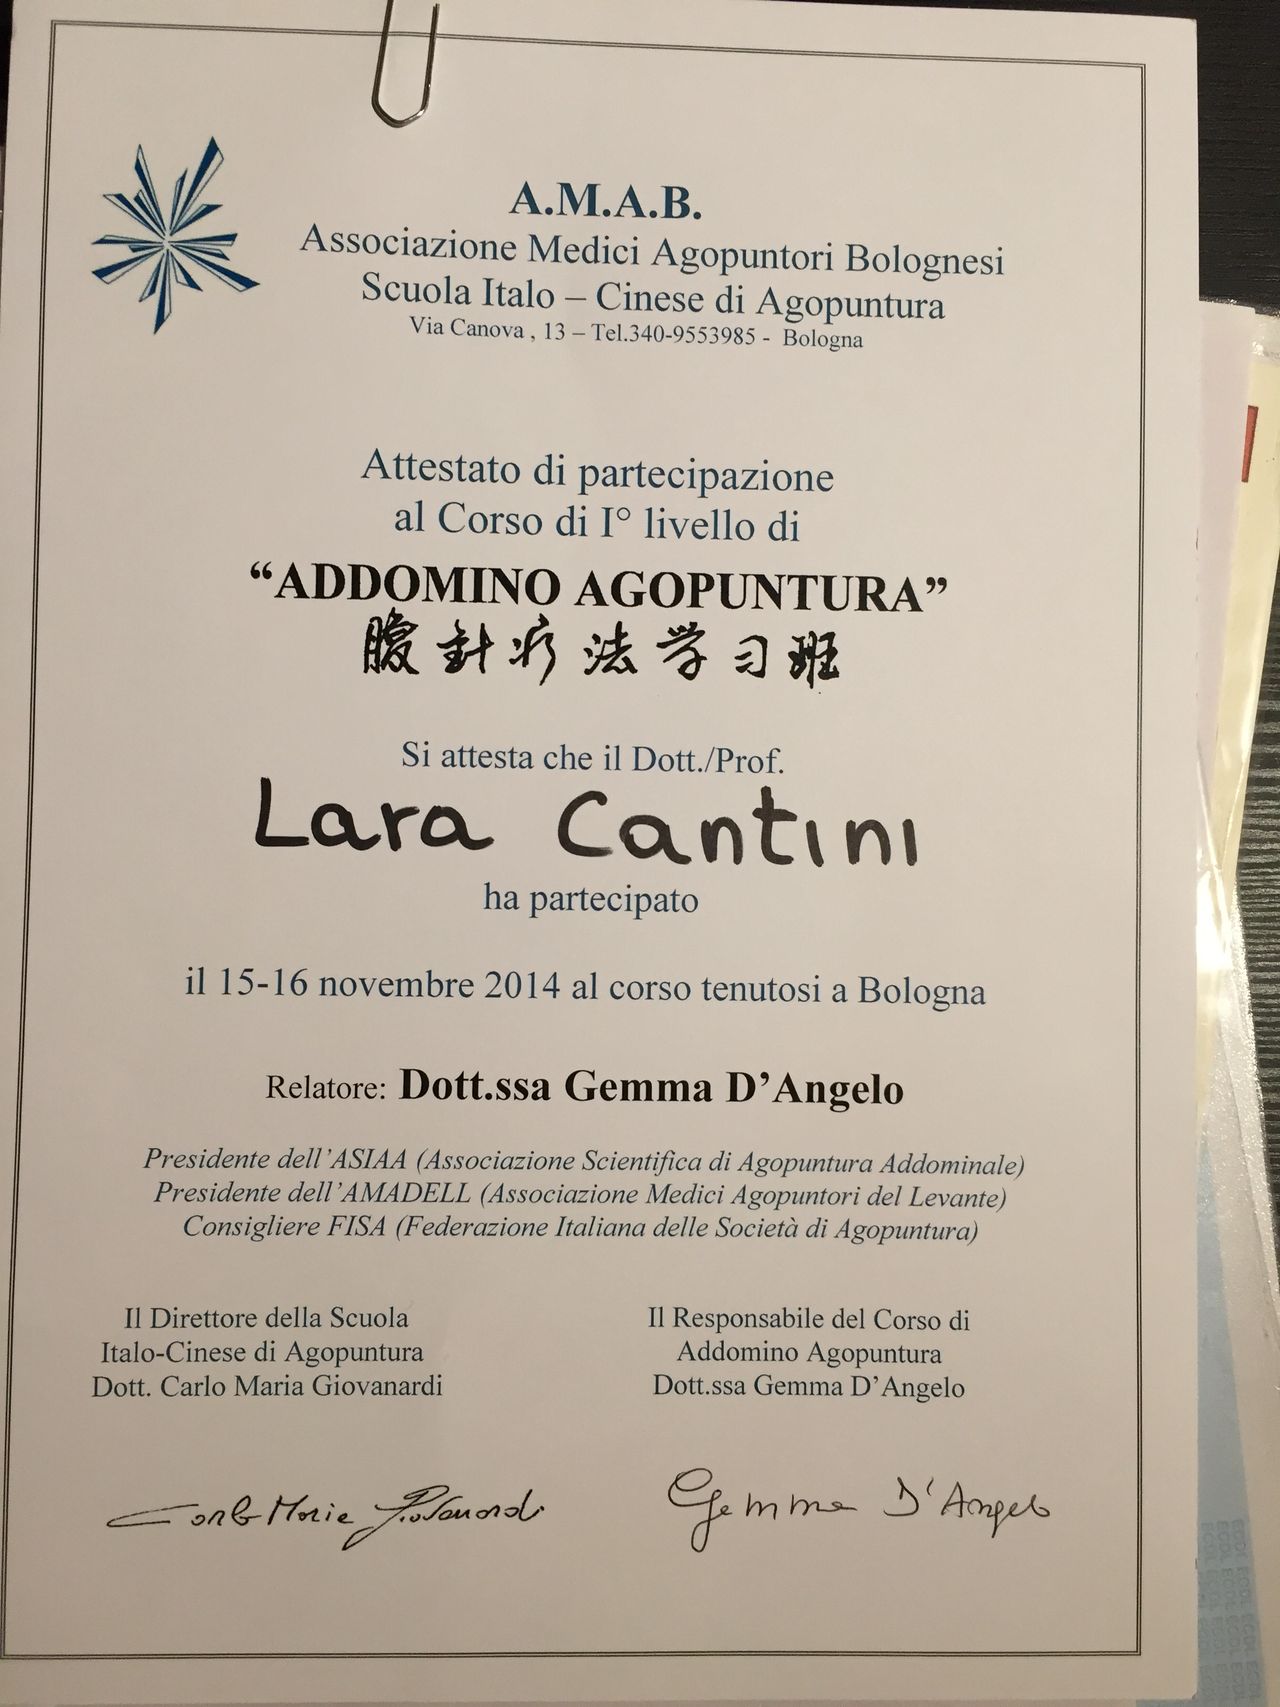 A.M.A.B.
Associazione Medici Agopuntori Bolognesi
Scuola Italo – Cinese di Agopuntura
Via Canova , 13 – Tel.340-9553985 - Bologna
Attestato di partecipazione
al Corso di I° livello di
“ADDOMINO AGOPUNTURA”
腹針疗法学习班
Si attesta che il Dott./Prof.
Lara Cantini
ha partecipato
il 15-16 novembre 2014 al corso tenutosi a Bologna
Relatore: Dott.ssa Gemma D’Angelo
Presidente dell’ASIAA (Associazione Scientifica di Agopuntura Addominale)
Presidente dell’AMADELL (Associazione Medici Agopuntori del Levante)
Consigliere FISA (Federazione Italiana delle Società di Agopuntura)
Il Direttore della Scuola
Italo-Cinese di Agopuntura
Dott. Carlo Maria Giovanardi
Il Responsabile del Corso di
Addomino Agopuntura
Dott.ssa Gemma D’Angelo
Carlo Maria Giovanardi
Gemma D'Angelo